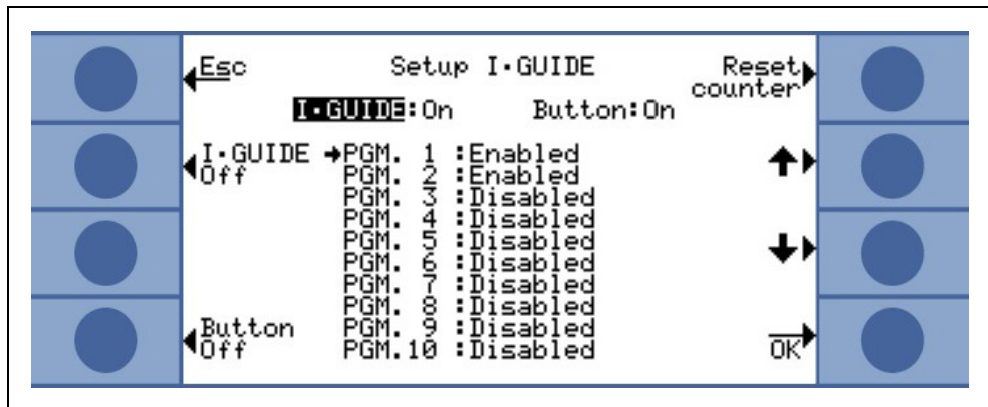 Esc Setup I·GUIDE Reset
counter
I·GUIDE:On Button:On
I·GUIDE →PGM. 1 :Enabled ↑
Off PGM. 2 :Enabled
PGM. 3 :Disabled
PGM. 4 :Disabled
PGM. 5 :Disabled ↓
PGM. 6 :Disabled
PGM. 7 :Disabled
PGM. 8 :Disabled
Button PGM. 9 :Disabled
Off PGM.10 :Disabled OK